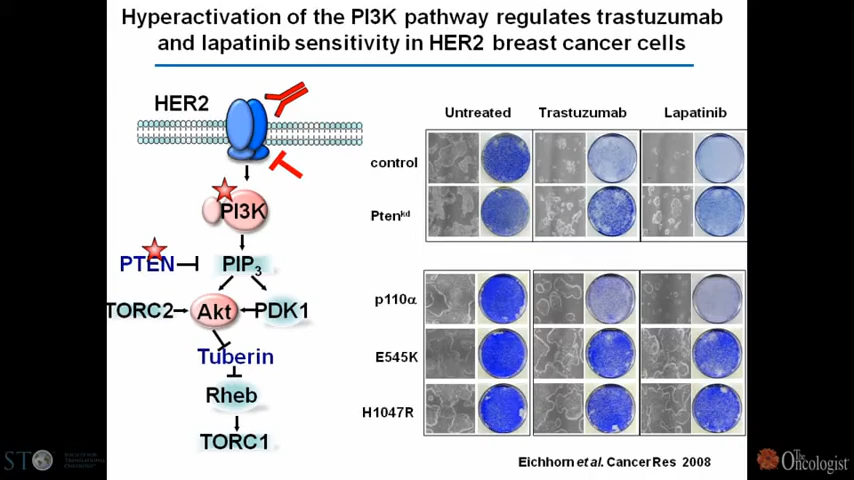 Hyperactivation of the PI3K pathway regulates trastuzumab
and lapatinib sensitivity in HER2 breast cancer cells
HER2
PI3K
PTEN
PIP3
TORC2
Akt
PDK1
Tuberin
Rheb
TORC1
Untreated
Trastuzumab
Lapatinib
control
Ptenkd
p110α
E545K
H1047R
Eichhorn et al. Cancer Res 2008
STO
The
Oncologist